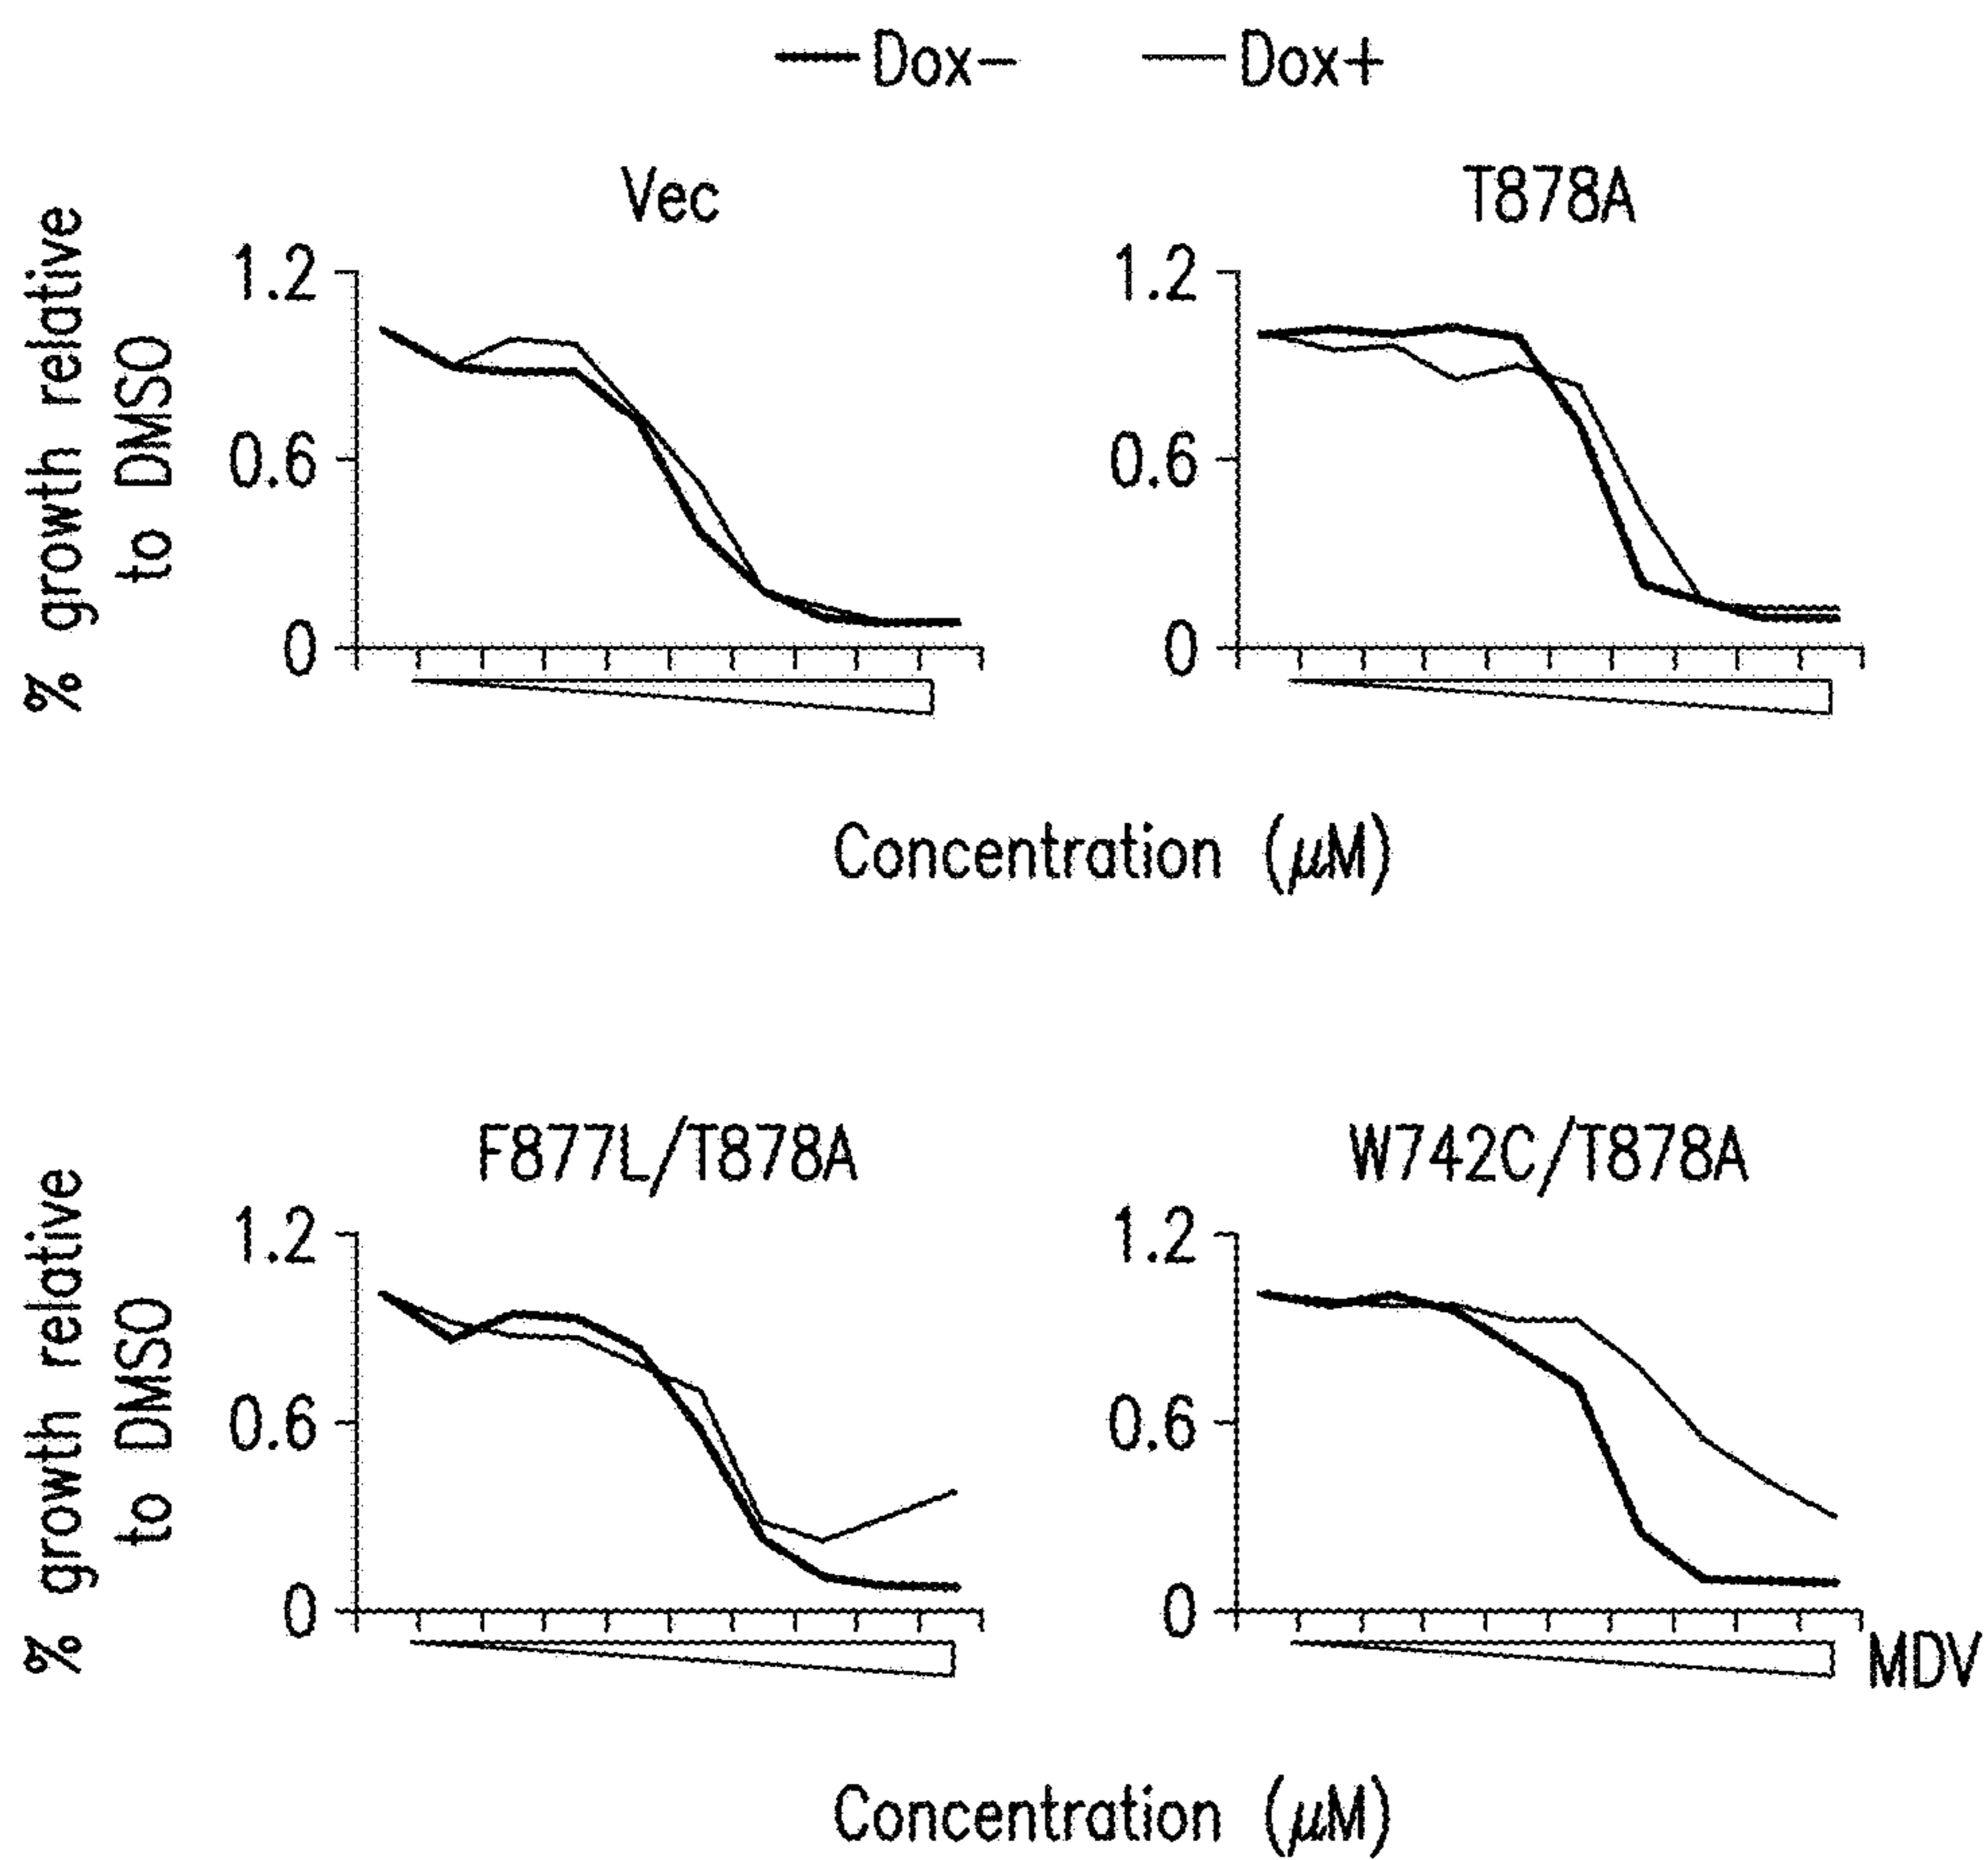 Dox− Dox+
Vec
T878A
% growth relative
to DMSO
1.2
0.6
0
1.2
0.6
0
Concentration (μM)
F877L/T878A
W742C/T878A
% growth relative
to DMSO
1.2
0.6
0
1.2
0.6
0
MDV
Concentration (μM)